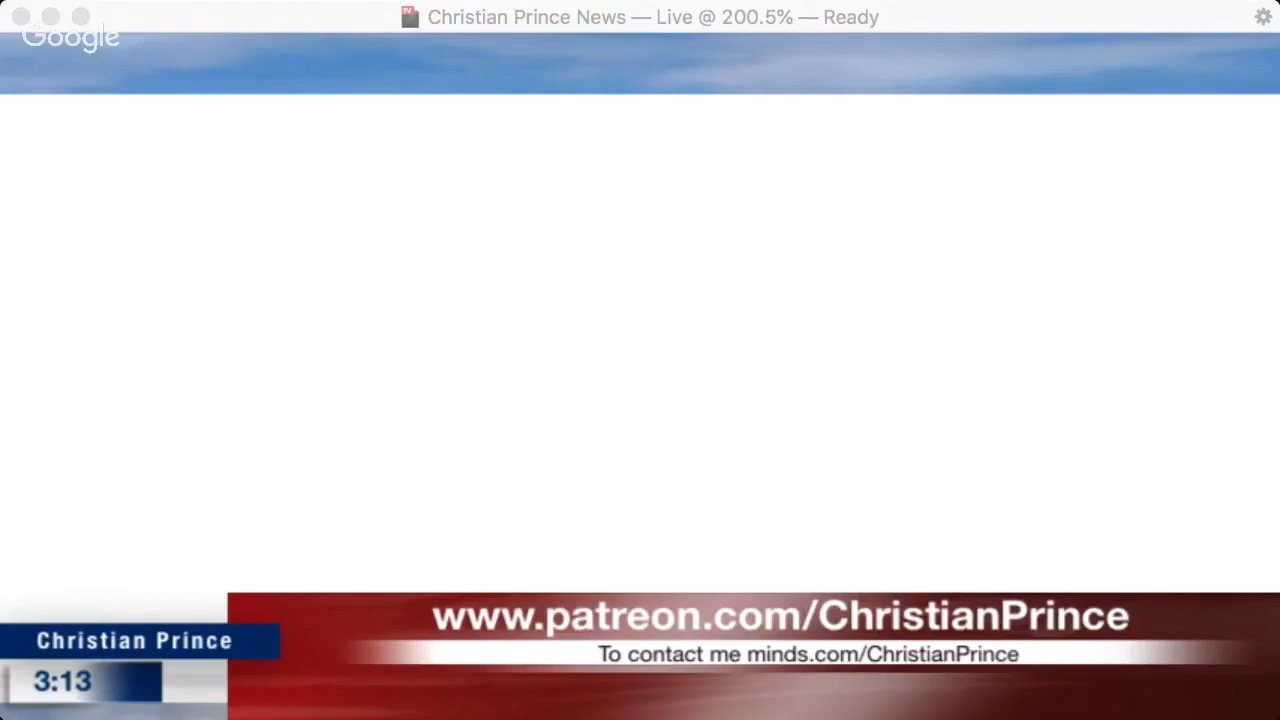 Christian Prince News — Live @ 200.5% — Ready
Google
www.patreon.com/ChristianPrince
Christian Prince
To contact me minds.com/ChristianPrince
3:13